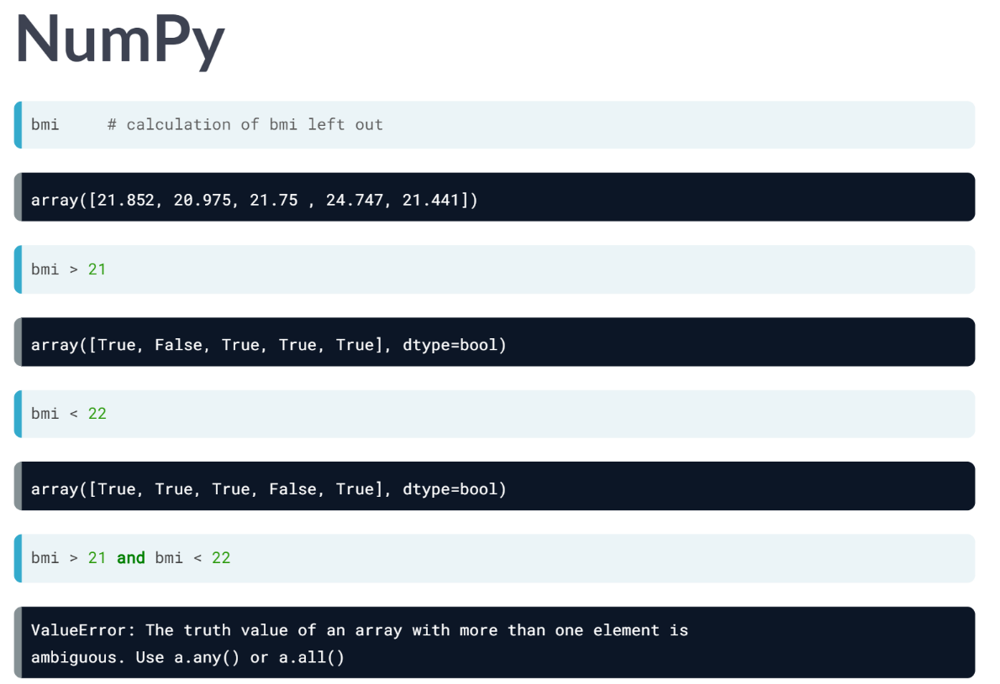 NumPy
bmi     # calculation of bmi left out
array([21.852, 20.975, 21.75 , 24.747, 21.441])
bmi > 21
array([True, False, True, True, True], dtype=bool)
bmi < 22
array([True, True, True, False, True], dtype=bool)
bmi > 21 and bmi < 22
ValueError: The truth value of an array with more than one element is
ambiguous. Use a.any() or a.all()